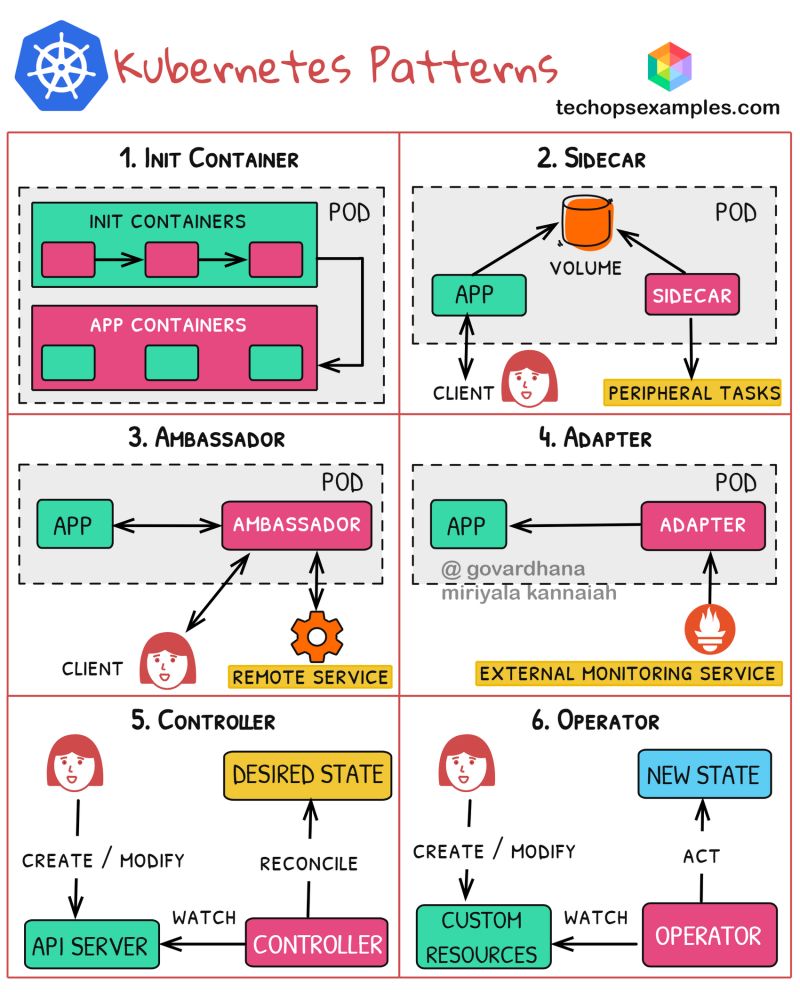 Kubernetes Patterns
techopsexamples.com
1. Init Container
POD
INIT CONTAINERS
APP CONTAINERS
2. Sidecar
POD
VOLUME
APP
SIDECAR
CLIENT
PERIPHERAL TASKS
3. Ambassador
POD
APP
AMBASSADOR
CLIENT
REMOTE SERVICE
4. Adapter
POD
APP
ADAPTER
@ govardhana
miriyala kannaiah
EXTERNAL MONITORING SERVICE
5. Controller
DESIRED STATE
CREATE / MODIFY
RECONCILE
WATCH
API SERVER
CONTROLLER
6. Operator
NEW STATE
CREATE / MODIFY
ACT
CUSTOM
RESOURCES
WATCH
OPERATOR